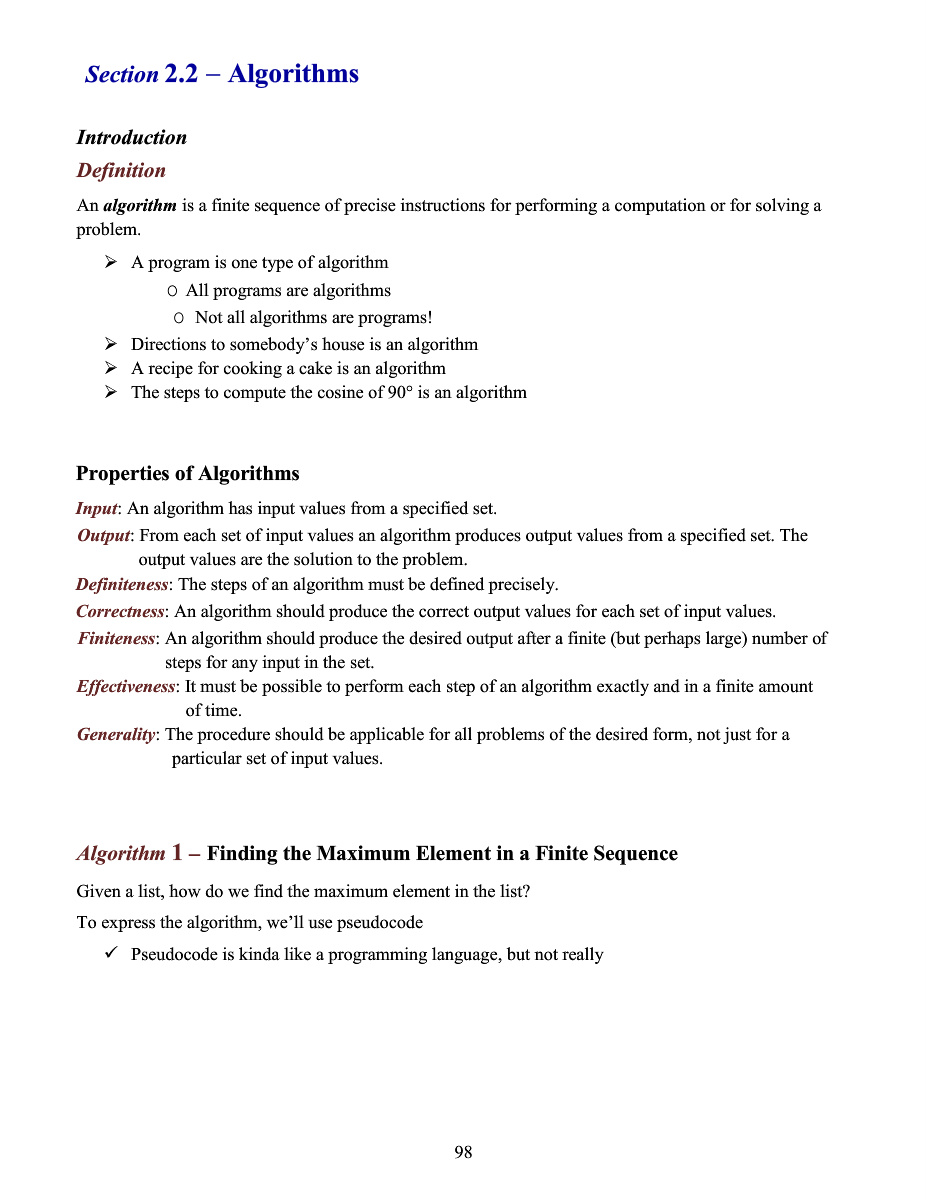 Section 2.2 – Algorithms
Introduction
Definition
An algorithm is a finite sequence of precise instructions for performing a computation or for solving a
problem.
➢ A program is one type of algorithm
o All programs are algorithms
o Not all algorithms are programs!
➢ Directions to somebody’s house is an algorithm
➢ A recipe for cooking a cake is an algorithm
➢ The steps to compute the cosine of 90° is an algorithm
Properties of Algorithms
Input: An algorithm has input values from a specified set.
Output: From each set of input values an algorithm produces output values from a specified set. The
output values are the solution to the problem.
Definiteness: The steps of an algorithm must be defined precisely.
Correctness: An algorithm should produce the correct output values for each set of input values.
Finiteness: An algorithm should produce the desired output after a finite (but perhaps large) number of
steps for any input in the set.
Effectiveness: It must be possible to perform each step of an algorithm exactly and in a finite amount
of time.
Generality: The procedure should be applicable for all problems of the desired form, not just for a
particular set of input values.
Algorithm 1 – Finding the Maximum Element in a Finite Sequence
Given a list, how do we find the maximum element in the list?
To express the algorithm, we’ll use pseudocode
✓ Pseudocode is kinda like a programming language, but not really
98